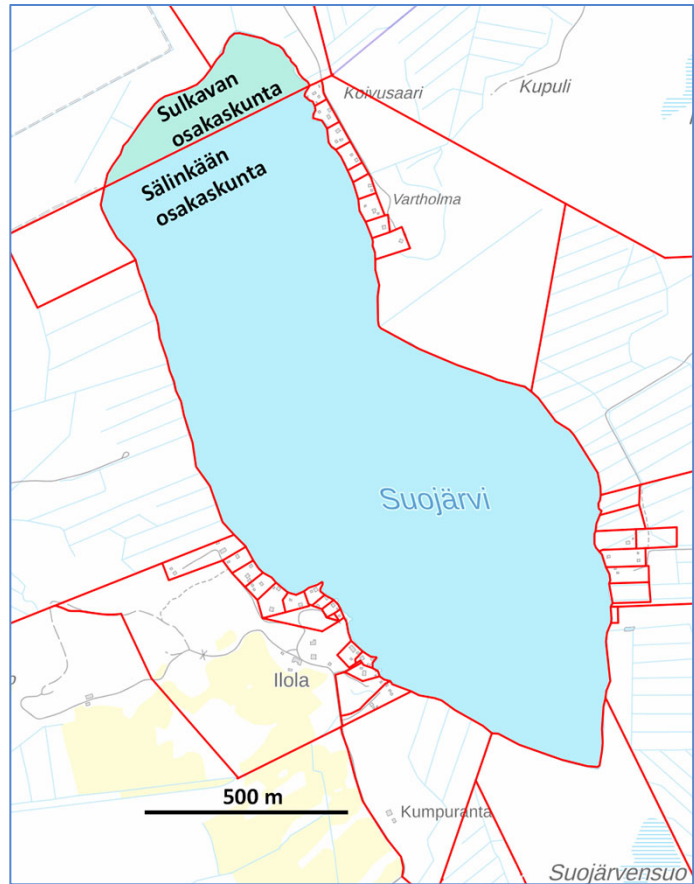 Sulkavan
osakaskunta
Koivusaari
Kupuli
Sälinkään
osakaskunta
Vartholma
Suojärvi
Ilola
500 m
Kumpuranta
Suojärvensuo